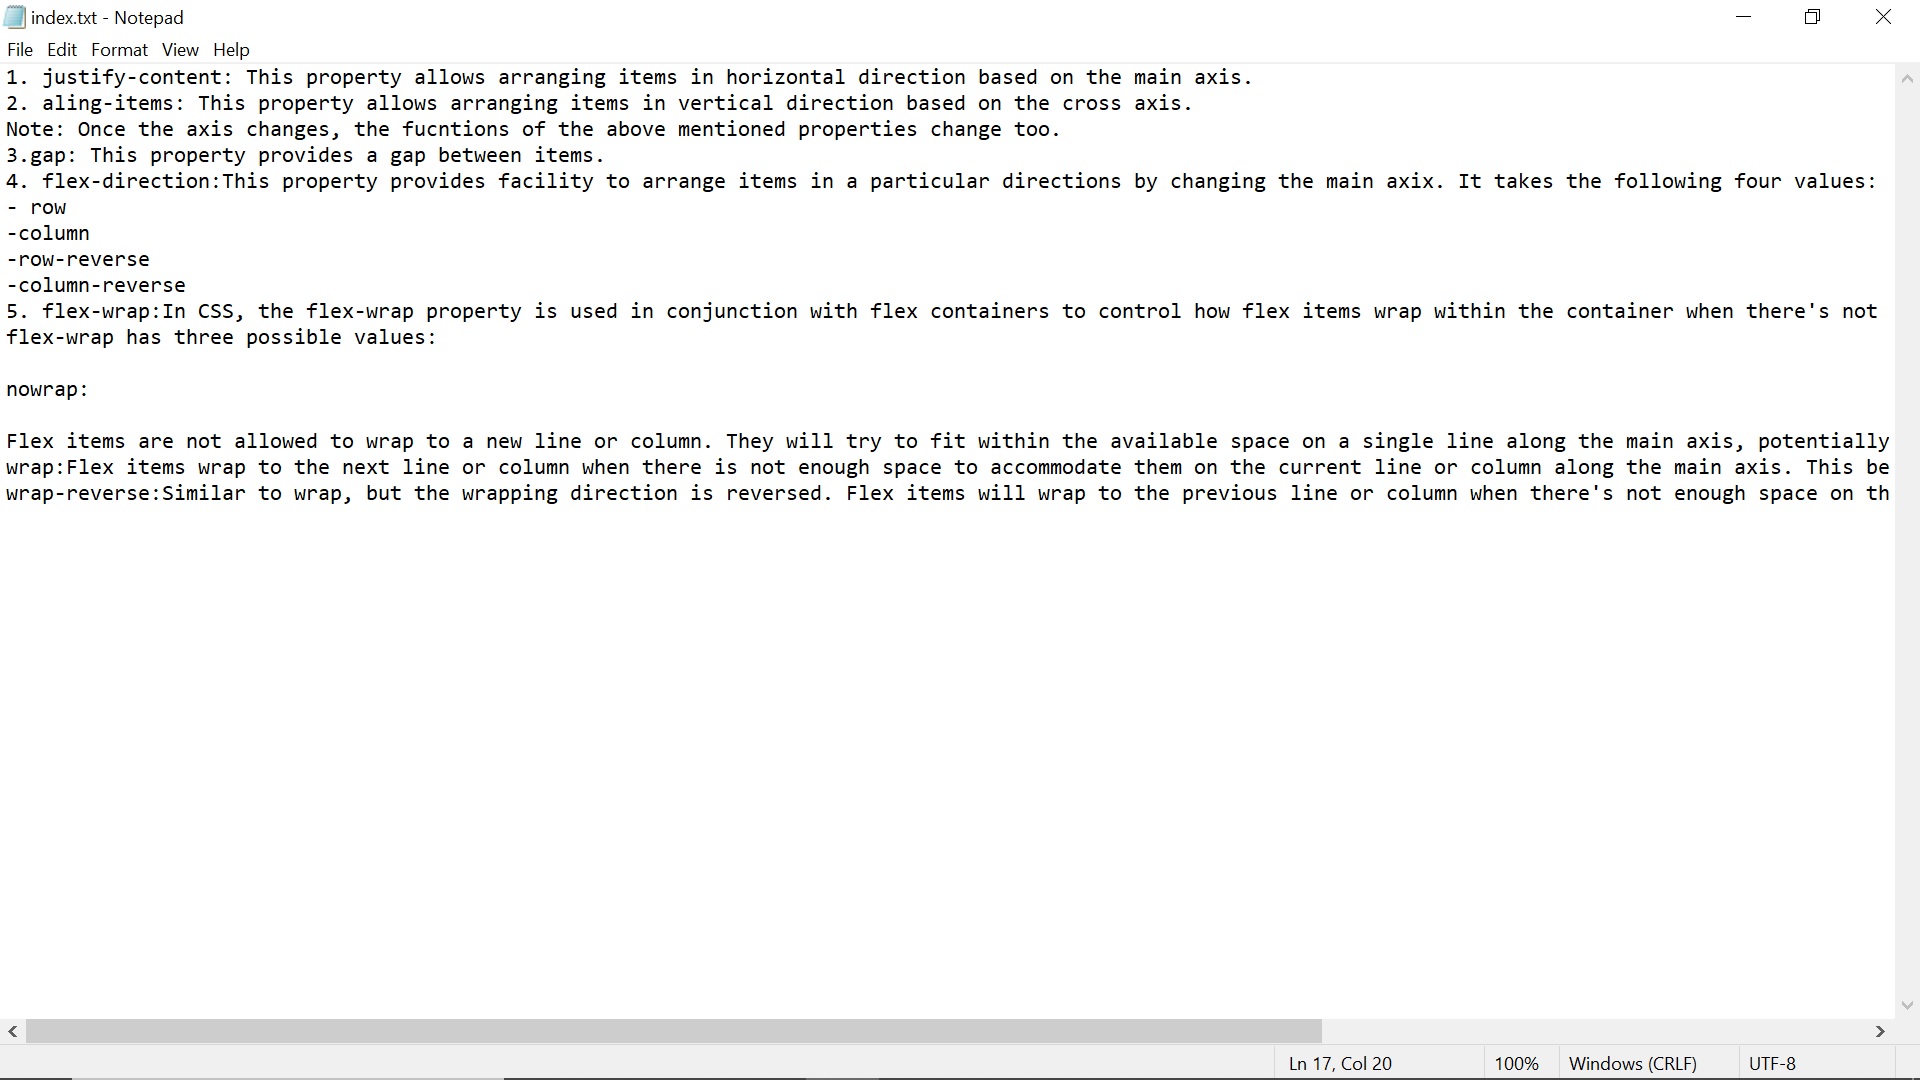 index.txt - Notepad
File Edit Format View Help
1. justify-content: This property allows arranging items in horizontal direction based on the main axis.
2. aling-items: This property allows arranging items in vertical direction based on the cross axis.
Note: Once the axis changes, the fucntions of the above mentioned properties change too.
3.gap: This property provides a gap between items.
4. flex-direction:This property provides facility to arrange items in a particular directions by changing the main axix. It takes the following four values:
- row
-column
-row-reverse
-column-reverse
5. flex-wrap:In CSS, the flex-wrap property is used in conjunction with flex containers to control how flex items wrap within the container when there's not
flex-wrap has three possible values:
nowrap:
Flex items are not allowed to wrap to a new line or column. They will try to fit within the available space on a single line along the main axis, potentially
wrap:Flex items wrap to the next line or column when there is not enough space to accommodate them on the current line or column along the main axis. This be
wrap-reverse:Similar to wrap, but the wrapping direction is reversed. Flex items will wrap to the previous line or column when there's not enough space on th
Ln 17, Col 20 100% Windows (CRLF) UTF-8